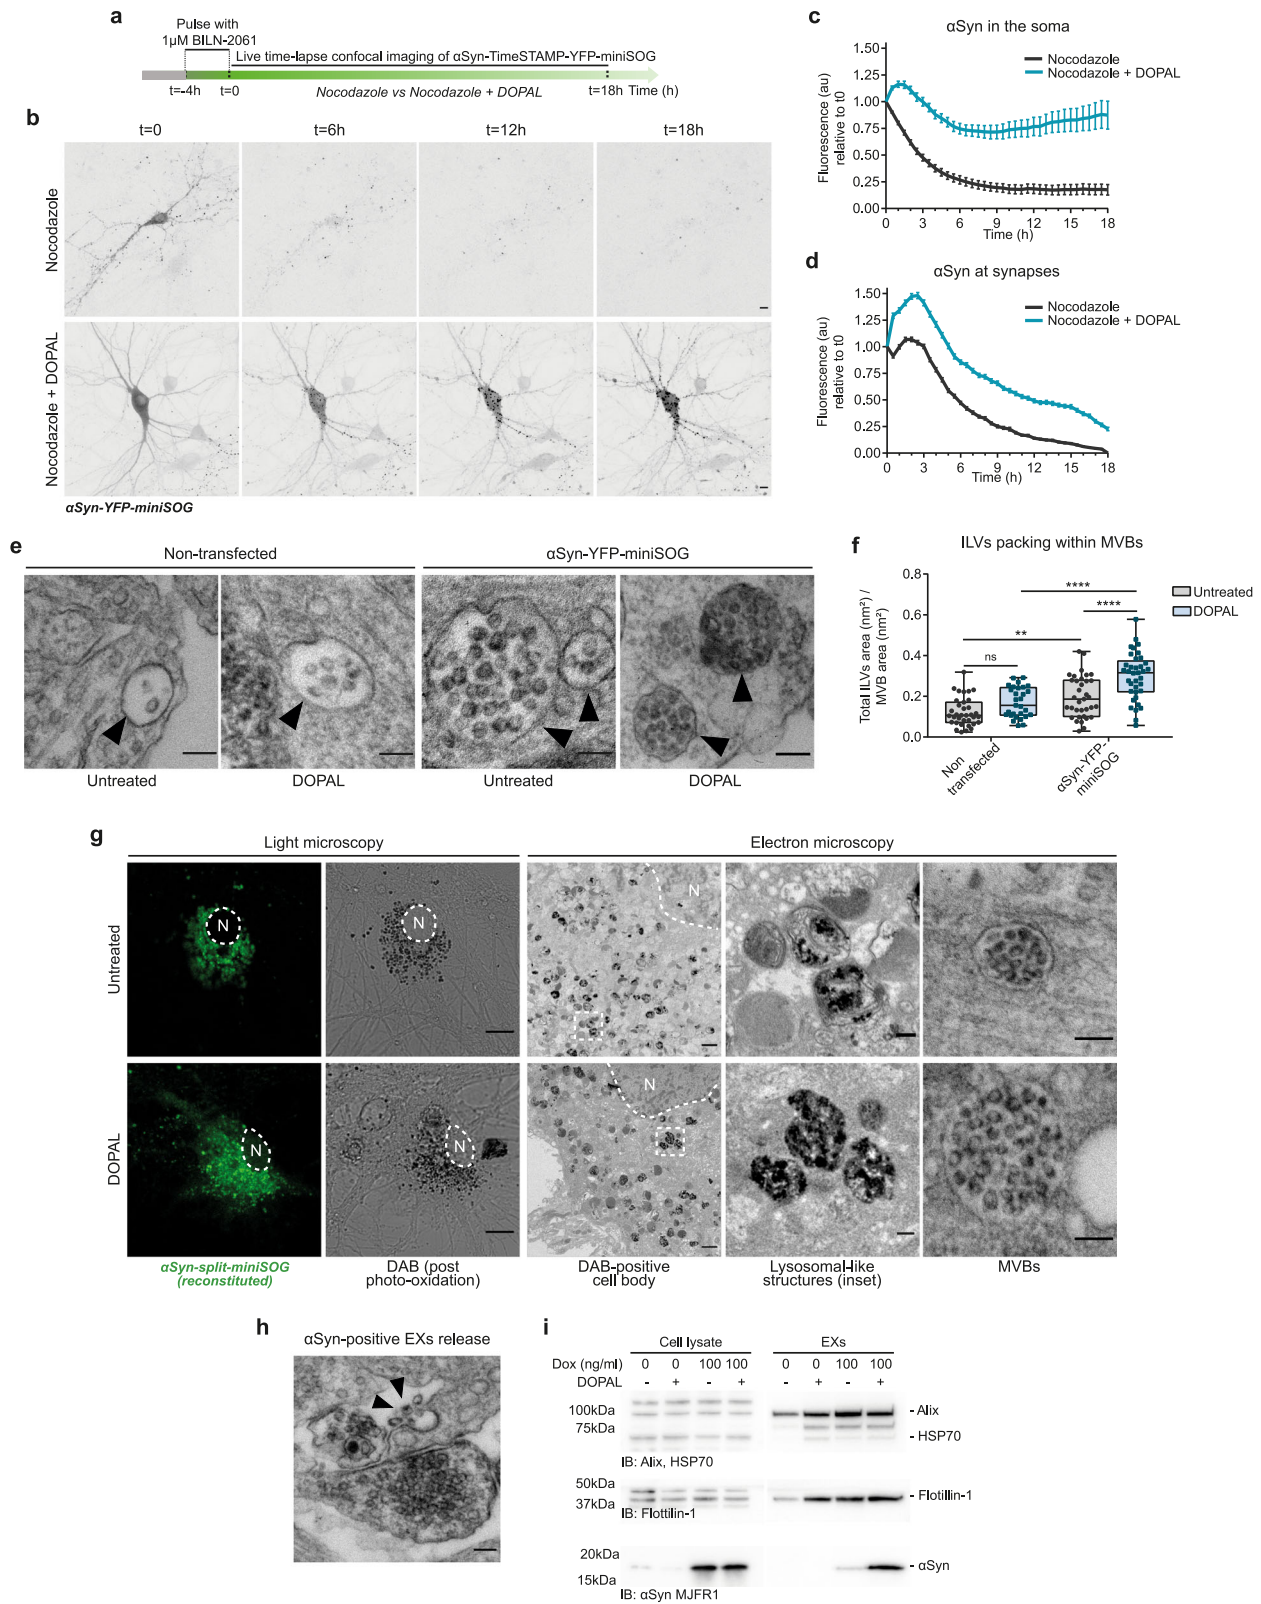 a
Pulse with
1µM BILN-2061
Live time-lapse confocal imaging of αSyn-TimeSTAMP-YFP-miniSOG
t=-4h
t=0
Nocodazole vs Nocodazole + DOPAL
t=18h
Time (h)
b
t=0
t=6h
t=12h
t=18h
Nocodazole
Nocodazole + DOPAL
αSyn-YFP-miniSOG
c
αSyn in the soma
Nocodazole
Nocodazole + DOPAL
Fluorescence (au)
relative to t0
1.50
1.25
1.00
0.75
0.50
0.25
0.00
0 3 6 9 12 15 18
Time (h)
d
αSyn at synapses
Nocodazole
Nocodazole + DOPAL
Fluorescence (au)
relative to t0
1.50
1.25
1.00
0.75
0.50
0.25
0.00
0 3 6 9 12 15 18
Time (h)
e
Non-transfected
αSyn-YFP-miniSOG
Untreated
DOPAL
Untreated
DOPAL
f
ILVs packing within MVBs
Untreated
DOPAL
Total ILVs area (nm²) /
MVB area (nm²)
0.8
0.6
0.4
0.2
0.0
ns
**
****
****
Non
transfected
αSyn-YFP-
miniSOG
g
Light microscopy
Electron microscopy
Untreated
N
N
N
DOPAL
N
N
N
αSyn-split-miniSOG
(reconstituted)
DAB (post
photo-oxidation)
DAB-positive
cell body
Lysosomal-like
structures (inset)
MVBs
h
αSyn-positive EXs release
i
Cell lysate
EXs
Dox (ng/ml) 0 0 100 100 0 0 100 100
DOPAL - + - + - + - +
100kDa
75kDa
- Alix
- HSP70
IB: Alix, HSP70
50kDa
37kDa
- Flotillin-1
IB: Flottilin-1
20kDa
15kDa
- αSyn
IB: αSyn MJFR1